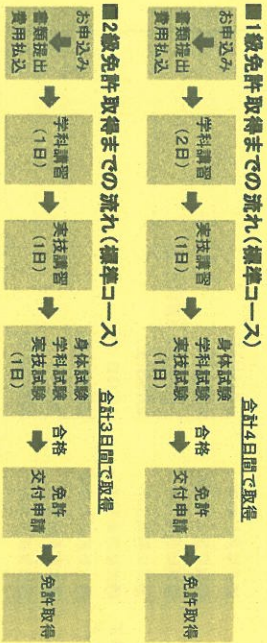 ■1級免許取得までの流れ(標準コース)
合計4日間で取得
お申込み
書類提出
費用払込
学科講習
(2日)
実技講習
(1日)
身体試験
学科試験
実技試験
(1日)
合格
免許
交付申請
免許取得
■2級免許取得までの流れ(標準コース)
合計3日間で取得
お申込み
書類提出
費用払込
学科講習
(1日)
実技講習
(1日)
身体試験
学科試験
実技試験
(1日)
合格
免許
交付申請
免許取得